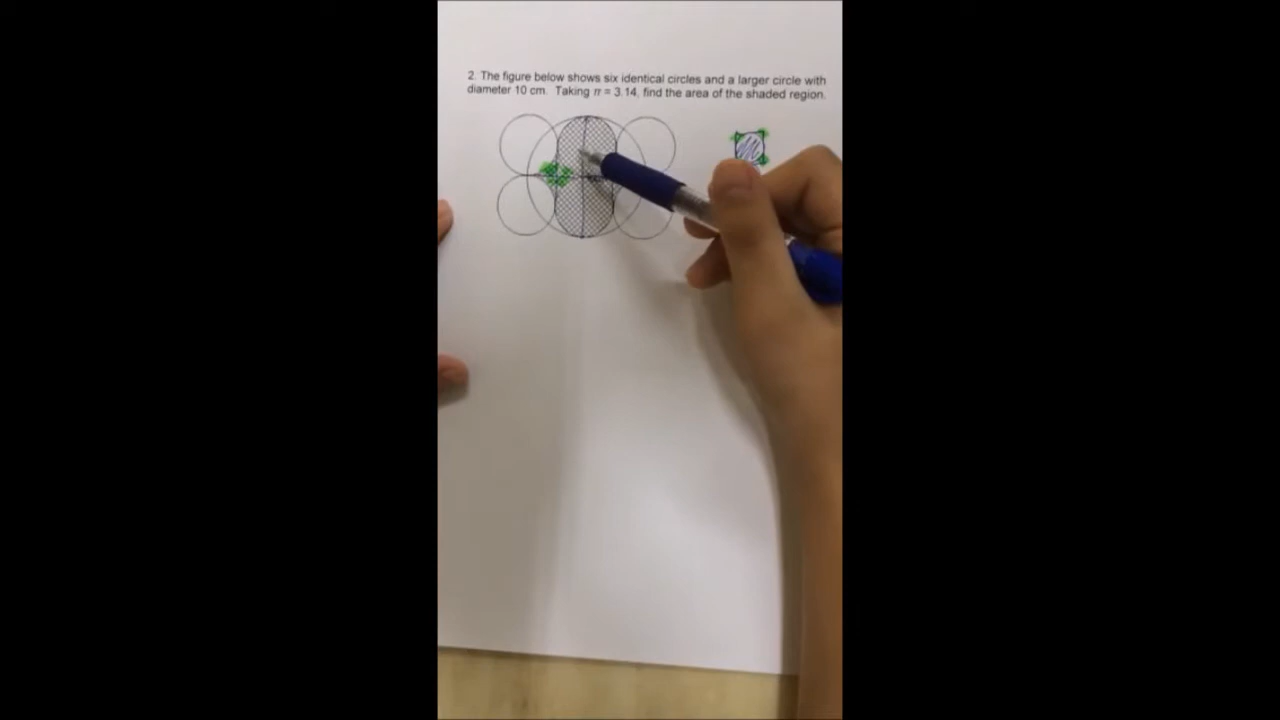 2. The figure below shows six identical circles and a larger circle with
diameter 10 cm. Taking π = 3.14, find the area of the shaded region.